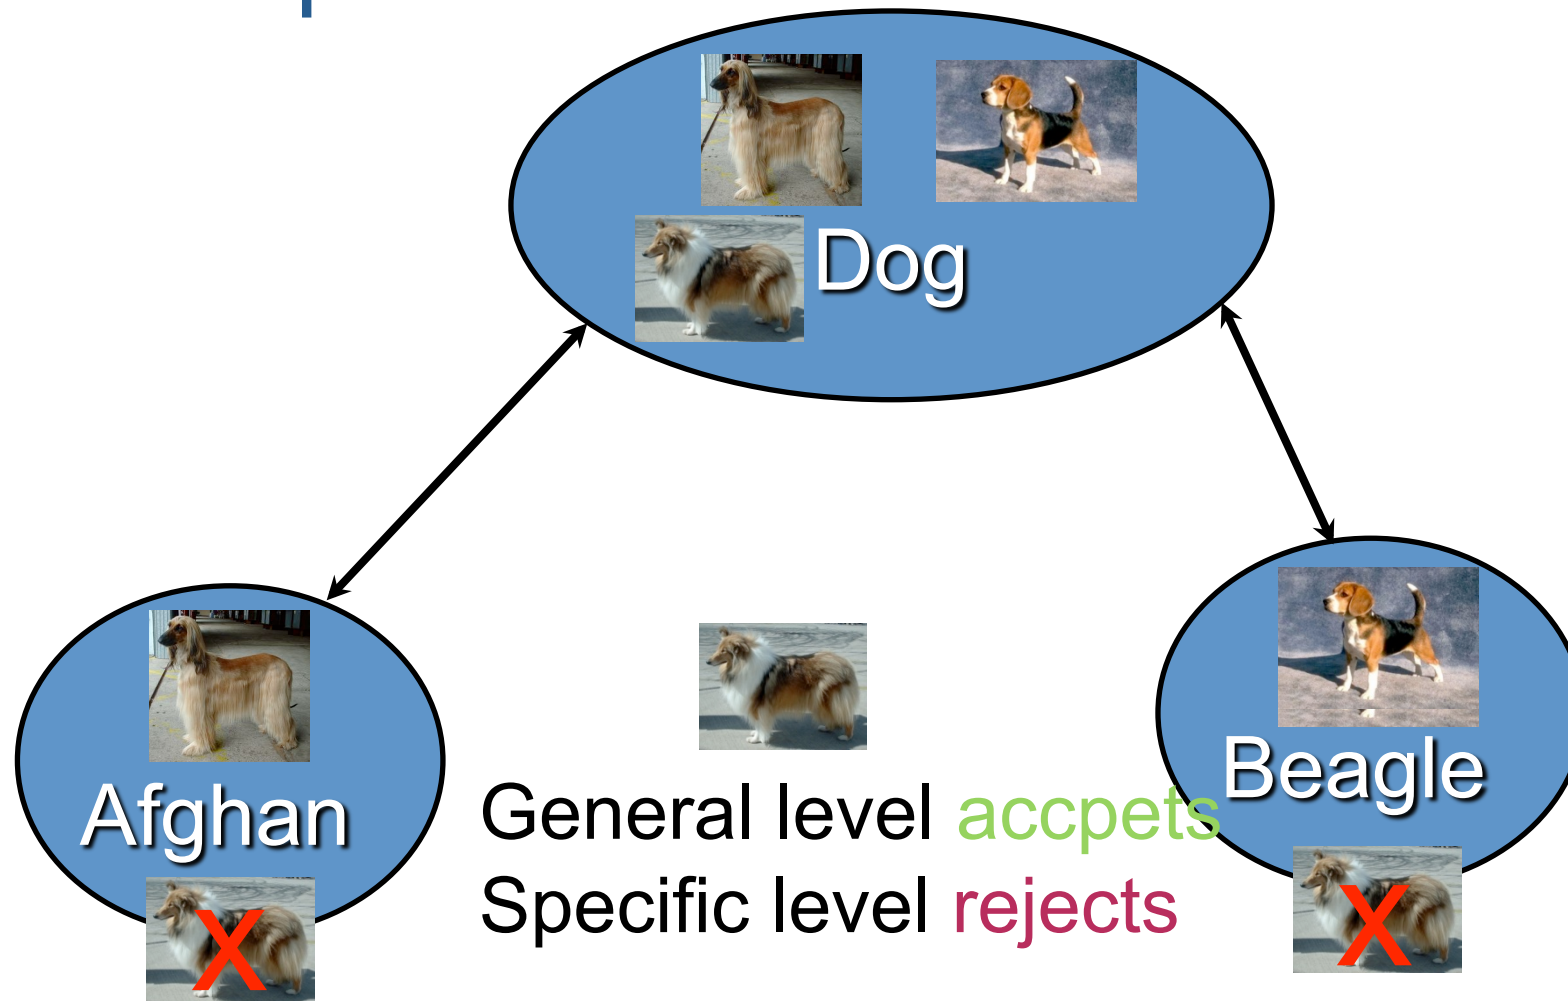 Dog
Afghan
Beagle
General level accpets
Specific level rejects
X
X